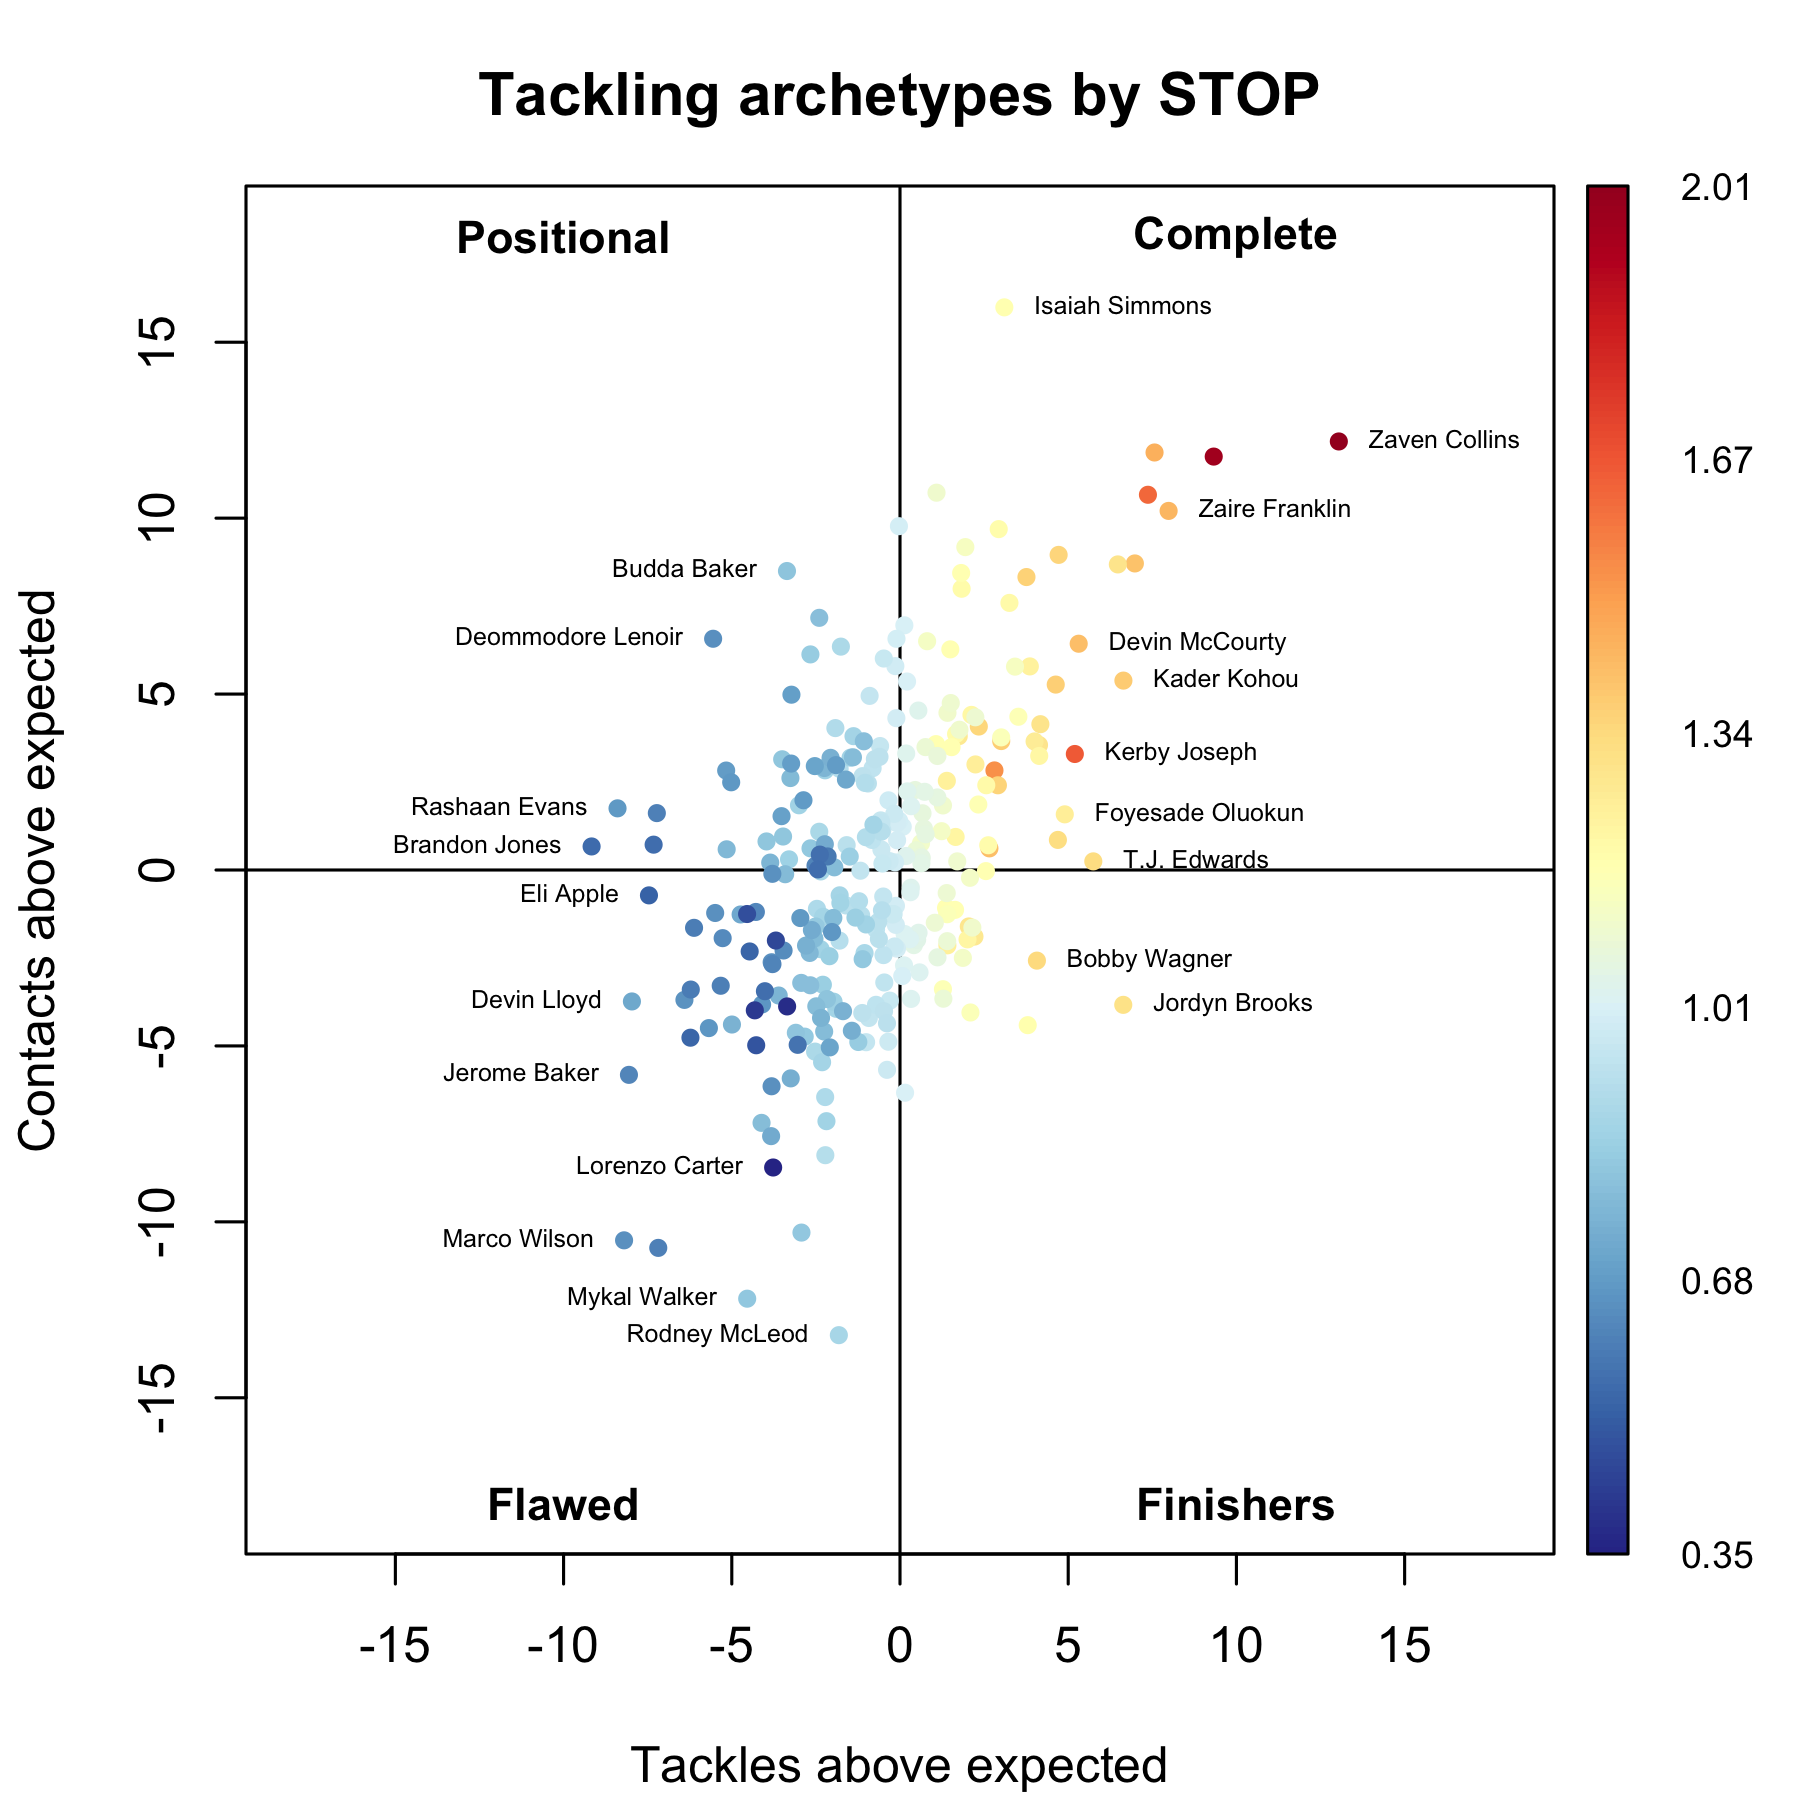 Tackling archetypes by STOP
Positional
Complete
2.01
Isaiah Simmons
15
Zaven Collins
1.67
Zaire Franklin
10
Budda Baker
Deommodore Lenoir
Devin McCourty
Kader Kohou
5
1.34
Kerby Joseph
Rashaan Evans
Foyesade Oluokun
Brandon Jones
T.J. Edwards
0
Eli Apple
Contacts above expected
Bobby Wagner
Devin Lloyd
Jordyn Brooks
1.01
-5
Jerome Baker
Lorenzo Carter
-10
Marco Wilson
0.68
Mykal Walker
Rodney McLeod
-15
Flawed
Finishers
0.35
-15 -10 -5 0 5 10 15
Tackles above expected